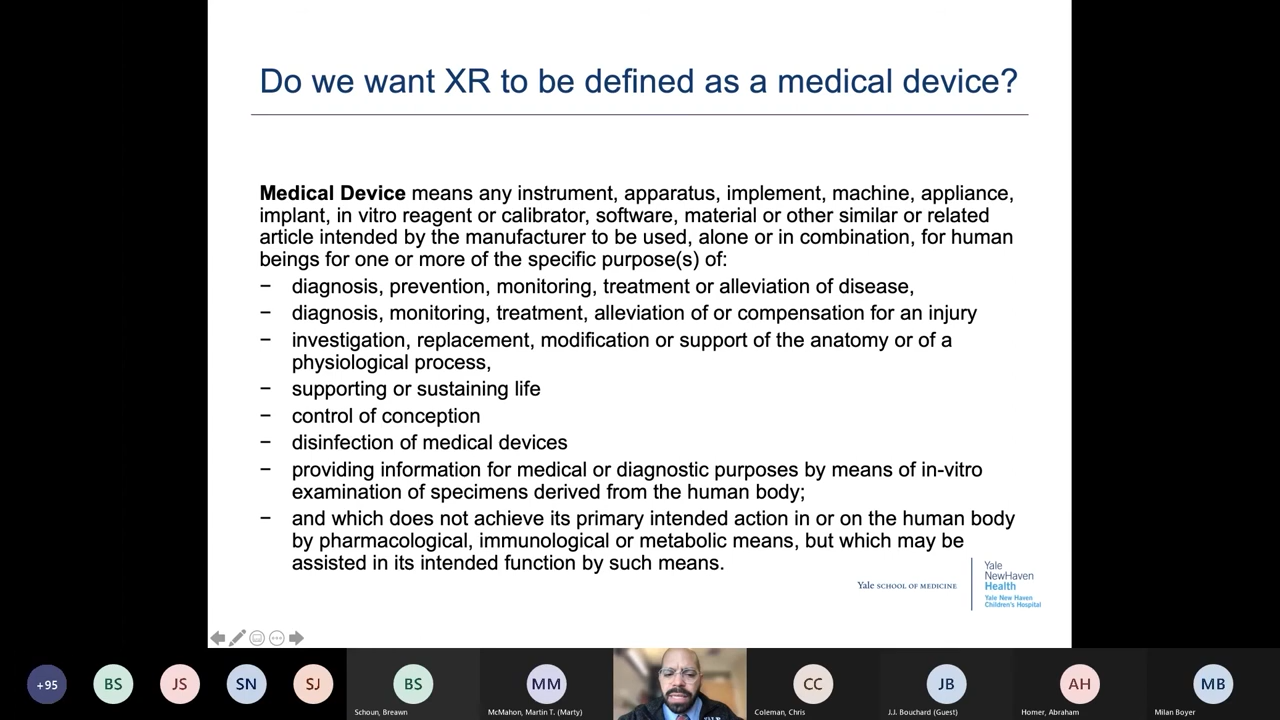 Do we want XR to be defined as a medical device?
Medical Device means any instrument, apparatus, implement, machine, appliance,
implant, in vitro reagent or calibrator, software, material or other similar or related
article intended by the manufacturer to be used, alone or in combination, for human
beings for one or more of the specific purpose(s) of:
− diagnosis, prevention, monitoring, treatment or alleviation of disease,
− diagnosis, monitoring, treatment, alleviation of or compensation for an injury
− investigation, replacement, modification or support of the anatomy or of a
physiological process,
− supporting or sustaining life
− control of conception
− disinfection of medical devices
− providing information for medical or diagnostic purposes by means of in-vitro
examination of specimens derived from the human body;
− and which does not achieve its primary intended action in or on the human body
by pharmacological, immunological or metabolic means, but which may be
assisted in its intended function by such means.
Yale SCHOOL OF MEDICINE
Yale
NewHaven
Health
Yale New Haven
Children's Hospital
+95
BS
JS
SN
SJ
BS
MM
CC
JB
AH
MB
Schoun, Breawn
McMahon, Martin T. (Marty)
Coleman, Chris
J.J. Bouchard (Guest)
Homer, Abraham
Milan Boyer